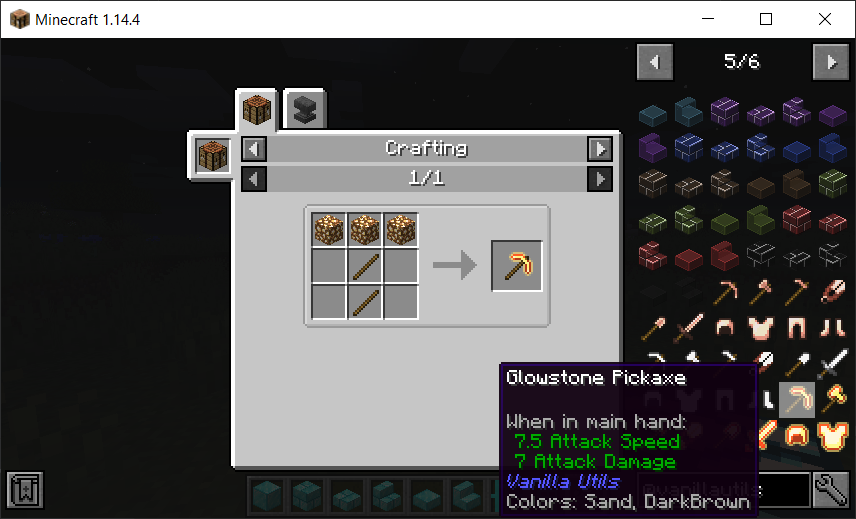 Minecraft 1.14.4
5/6
Crafting
1/1
Glowstone Pickaxe
When in main hand:
7.5 Attack Speed
7 Attack Damage
Vanilla Utils
Colors: Sand, DarkBrown